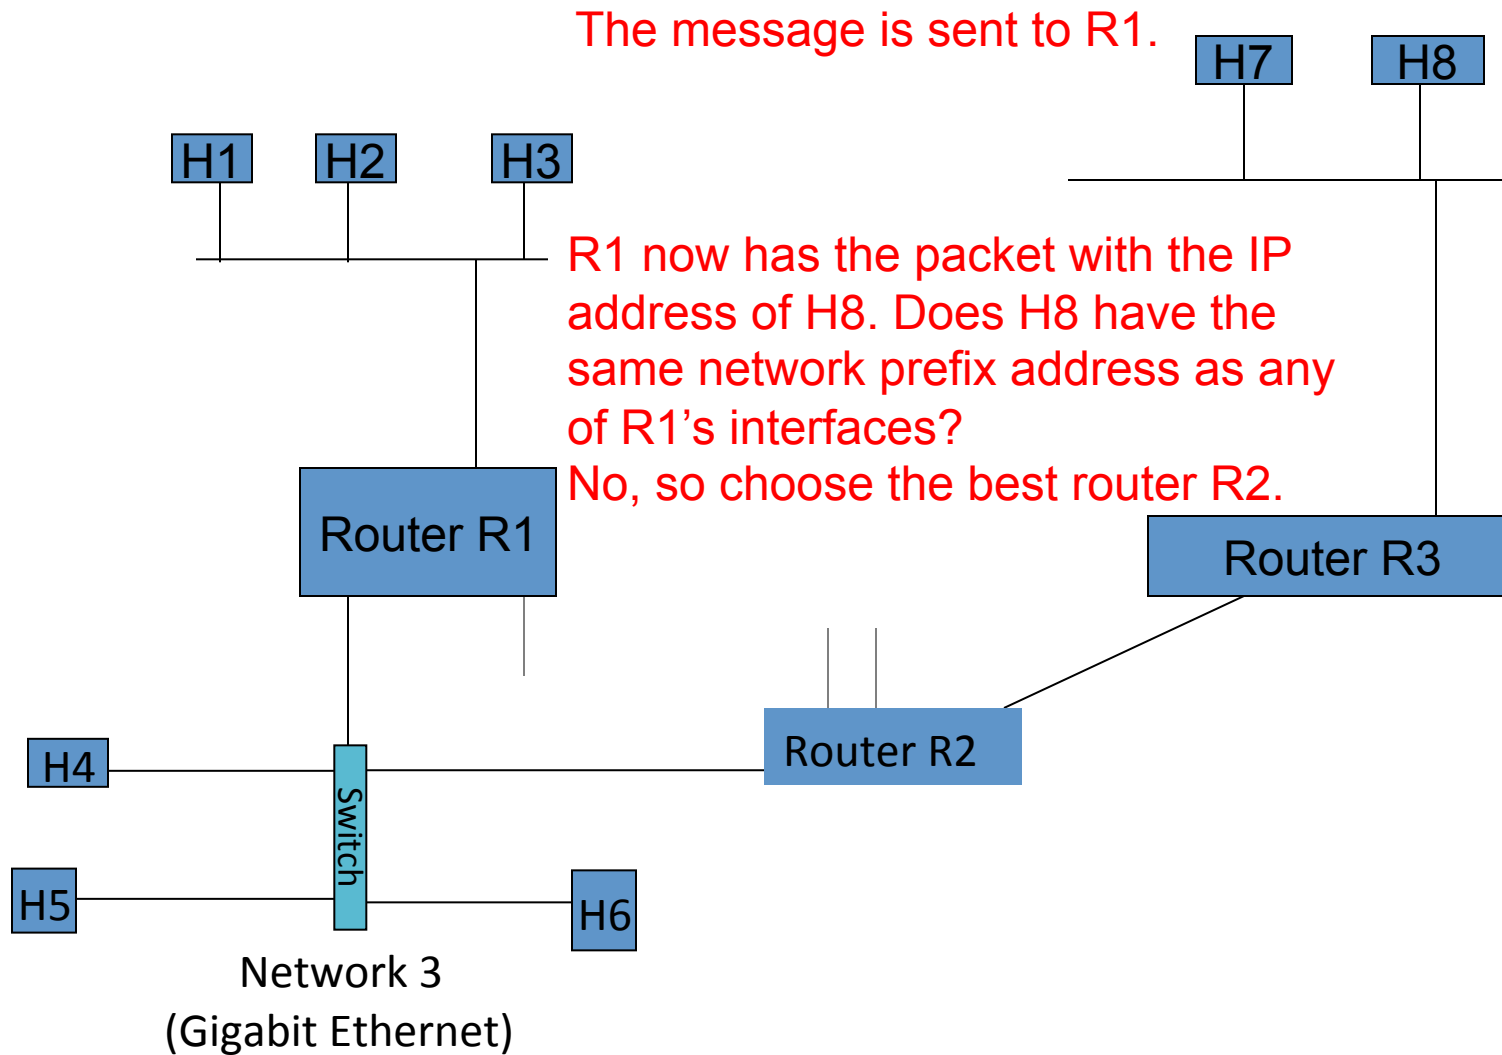 The message is sent to R1.
H7
H8
H1
H2
H3
R1 now has the packet with the IP
address of H8. Does H8 have the
same network prefix address as any
of R1’s interfaces?
No, so choose the best router R2.
Router R1
Router R3
Router R2
H4
Switch
H5
H6
Network 3
(Gigabit Ethernet)